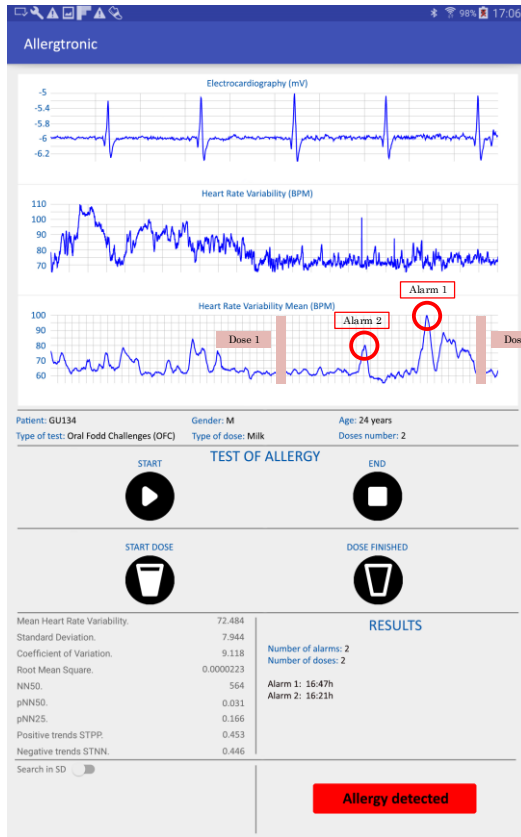 98% 17:06
Allergtronic
Electrocardiography (mV)
-5
-5.4
-5.8
-6
-6.2
Heart Rate Variability (BPM)
110
100
90
80
70
Alarm 1
Heart Rate Variability Mean (BPM)
100
90
80
70
60
Alarm 2
Dose 1
Dos
Patient: GU134 Gender: M Age: 24 years
Type of test: Oral Fodd Challenges (OFC) Type of dose: Milk Doses number: 2
TEST OF ALLERGY
START END
START DOSE DOSE FINISHED
Mean Heart Rate Variability. 72.484
Standard Deviation. 7.944
Coefficient of Variation. 9.118
Root Mean Square. 0.0000223
NN50. 564
pNN50. 0.031
pNN25. 0.166
Positive trends STPP. 0.453
Negative trends STNN. 0.446
RESULTS
Number of alarms: 2
Number of doses: 2
Alarm 1: 16:47h
Alarm 2: 16:21h
Search in SD
Allergy detected